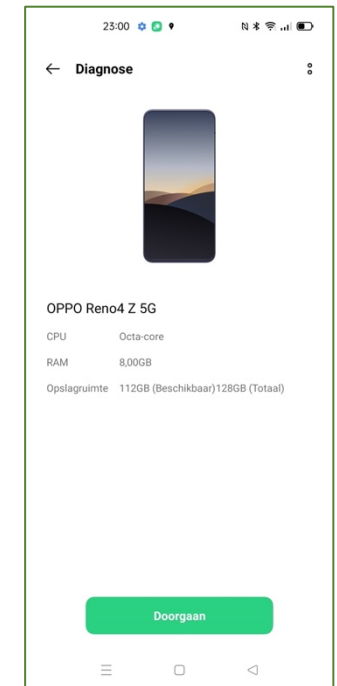 23:00
Diagnose
OPPO Reno4 Z 5G
CPU Octa-core
RAM 8,00GB
Opslagruimte 112GB (Beschikbaar)128GB (Totaal)
Doorgaan